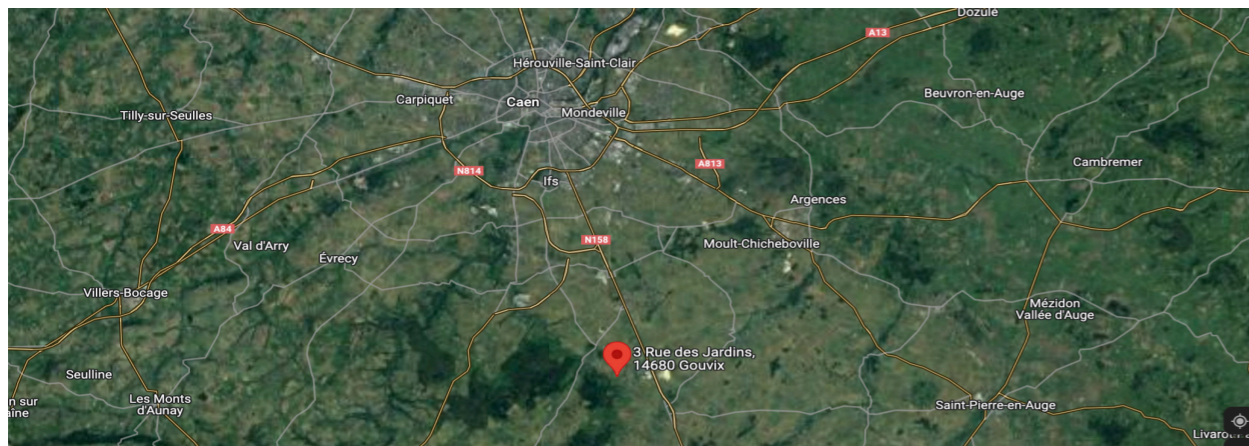 Dozulé
A13
Hérouville-Saint-Clair
Beuvron-en-Auge
Carpiquet
Caen
Mondeville
Tilly-sur-Seulles
Cambremer
A813
N814
Ifs
Argences
A84
N158
Val d'Arry
Moult-Chicheboville
Évrecy
Villers-Bocage
Mézidon
Vallée d'Auge
3 Rue des Jardins,
14680 Gouvix
Seulline
Les Monts
d'Aunay
n sur
Saint-Pierre-en-Auge